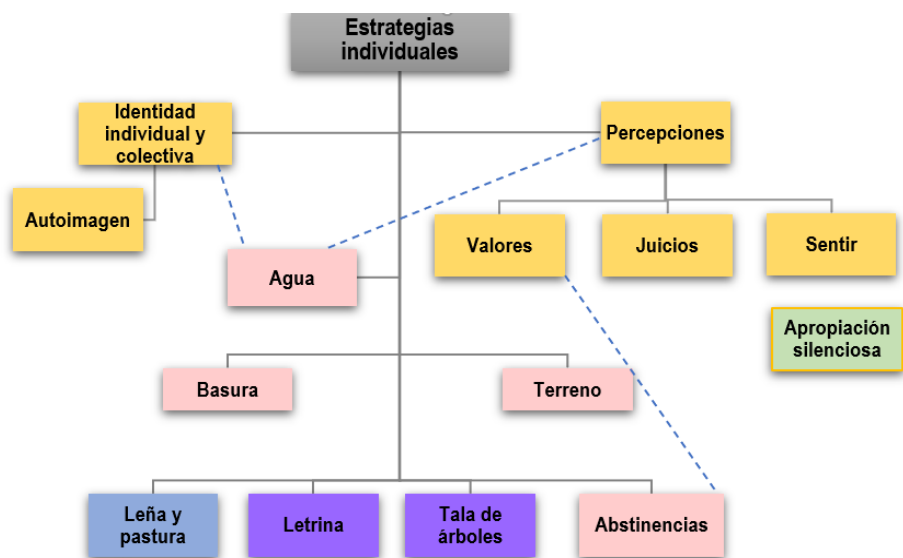 Estrategias
individuales
Identidad
individual y
colectiva
Percepciones
Autoimagen
Valores
Juicios
Sentir
Agua
Apropiación
silenciosa
Basura
Terreno
Leña y
pastura
Letrina
Tala de
árboles
Abstinencias